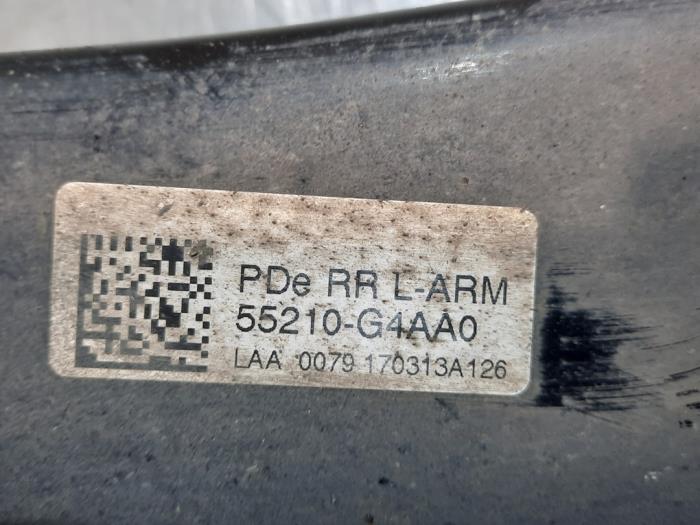 PDe RR L-ARM
55210-G4AA0
LAA 0079 170313A126